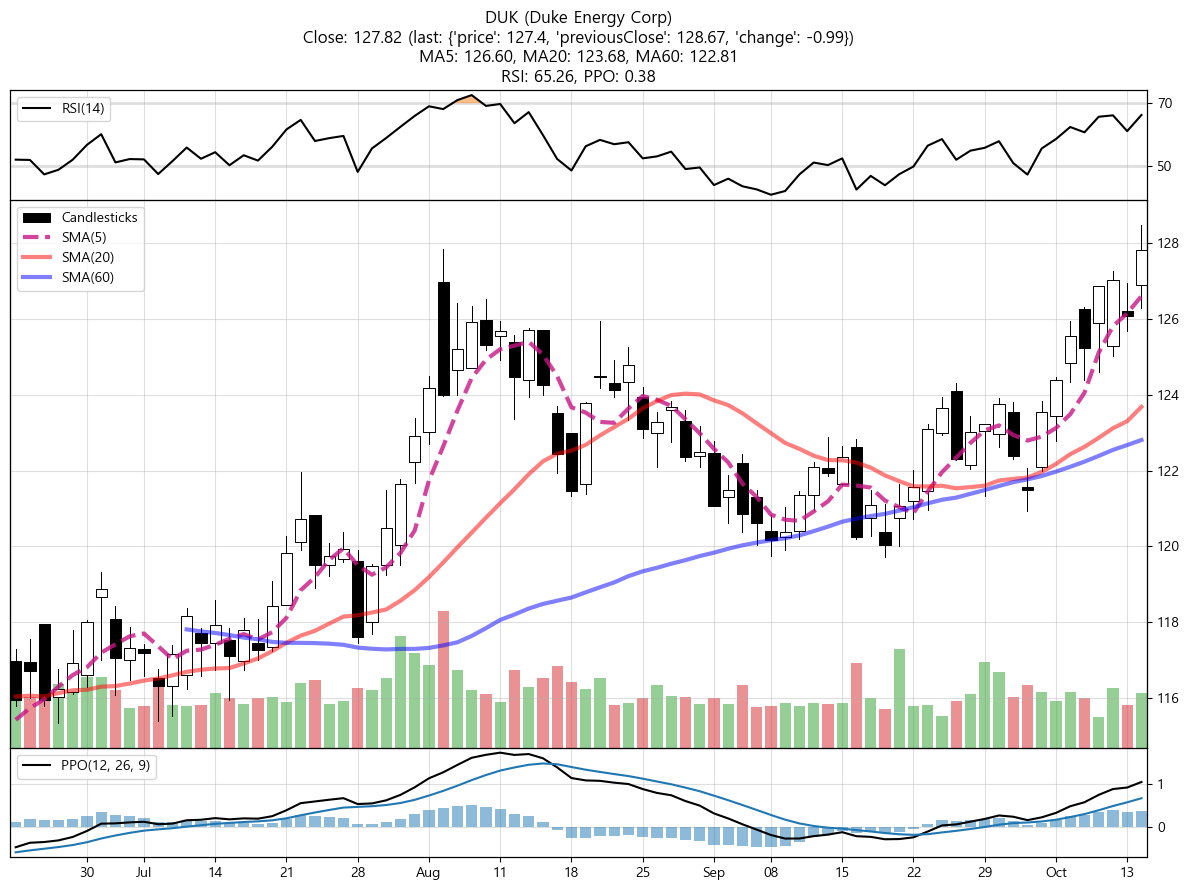 DUK (Duke Energy Corp)
Close: 127.82 (last: {'price': 127.4, 'previousClose': 128.67, 'change': -0.99})
MA5: 126.60, MA20: 123.68, MA60: 122.81
RSI: 65.26, PPO: 0.38
RSI(14)
70
50
Candlesticks
SMA(5)
SMA(20)
SMA(60)
128
126
124
122
120
118
116
PPO(12, 26, 9)
1
0
30 Jul 14 21 28 Aug 11 18 25 Sep 08 15 22 29 Oct 13